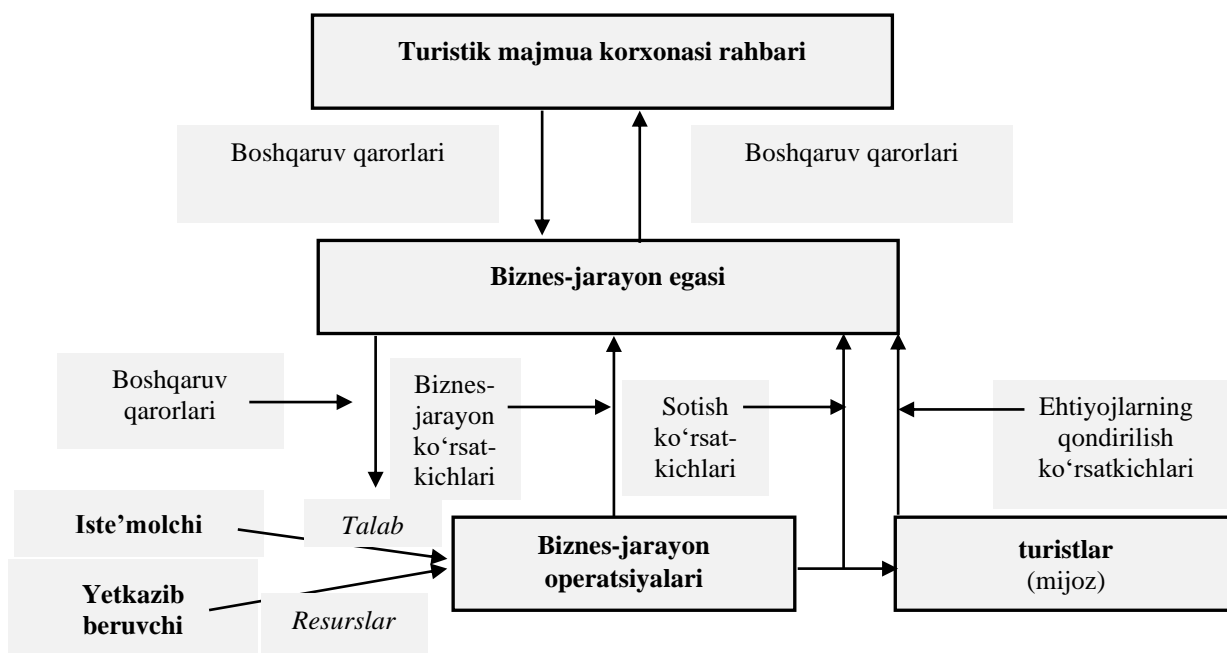 Turistik majmua korxonasi rahbari
Boshqaruv qarorlari
Boshqaruv qarorlari
Biznes-jarayon egasi
Boshqaruv
qarorlari
Biznes-
jarayon
ko‘rsat-
kichlari
Sotish
ko‘rsat-
kichlari
Ehtiyojlarning
qondirilish
ko‘rsatkichlari
Iste’molchi
Talab
Biznes-jarayon
operatsiyalari
turistlar
(mijoz)
Yetkazib
beruvchi
Resurslar